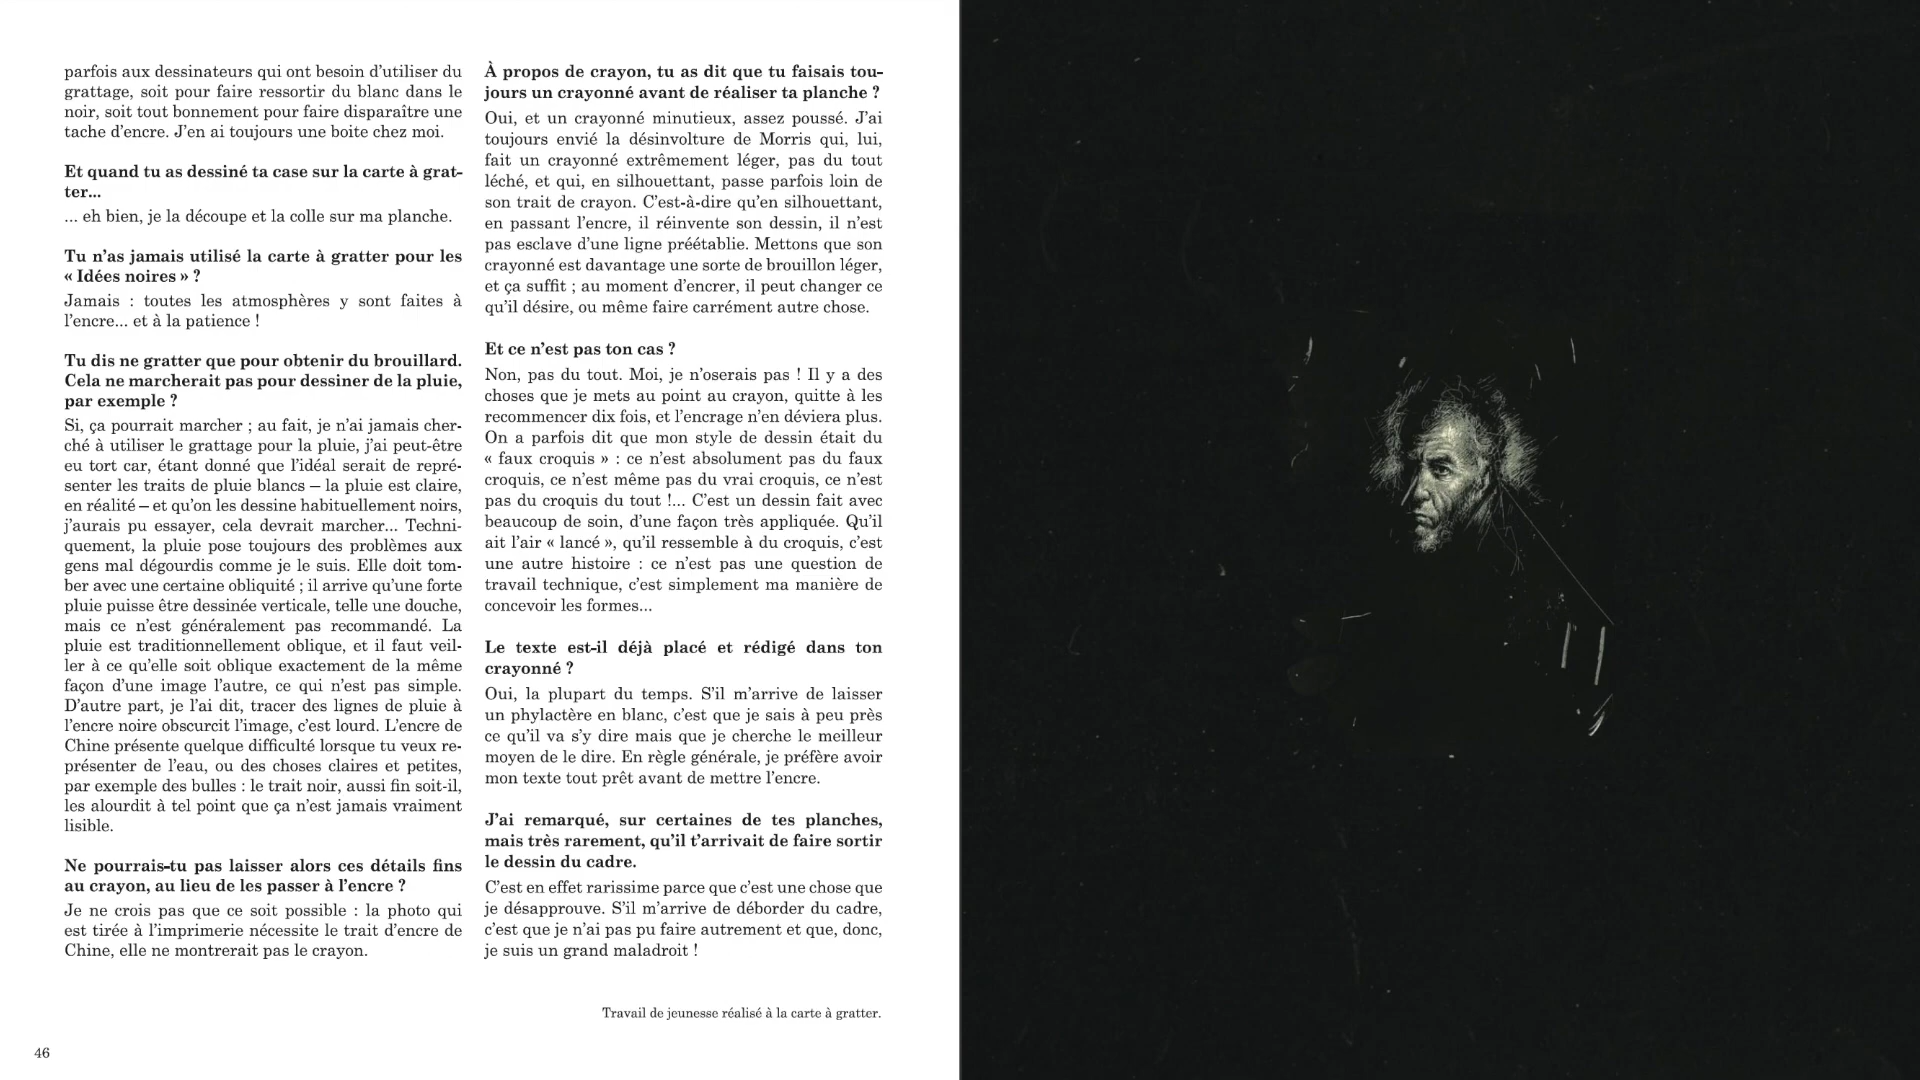 parfois aux dessinateurs qui ont besoin d’utiliser du
grattage, soit pour faire ressortir du blanc dans le
noir, soit tout bonnement pour faire disparaître une
tache d’encre. J’en ai toujours une boite chez moi.
Et quand tu as dessiné ta case sur la carte à grat-
ter...
... eh bien, je la découpe et la colle sur ma planche.
Tu n’as jamais utilisé la carte à gratter pour les
« Idées noires » ?
Jamais : toutes les atmosphères y sont faites à
l’encre... et à la patience !
Tu dis ne gratter que pour obtenir du brouillard.
Cela ne marcherait pas pour dessiner de la pluie,
par exemple ?
Si, ça pourrait marcher ; au fait, je n’ai jamais cher-
ché à utiliser le grattage pour la pluie, j’ai peut-être
eu tort car, étant donné que l’idéal serait de repré-
senter les traits de pluie blancs – la pluie est claire,
en réalité – et qu’on les dessine habituellement noirs,
j’aurais pu essayer, cela devrait marcher... Techni-
quement, la pluie pose toujours des problèmes aux
gens mal dégourdis comme je le suis. Elle doit tom-
ber avec une certaine obliquité ; il arrive qu’une forte
pluie puisse être dessinée verticale, telle une douche,
mais ce n’est généralement pas recommandé. La
pluie est traditionnellement oblique, et il faut veil-
ler à ce qu’elle soit oblique exactement de la même
façon d’une image l’autre, ce qui n’est pas simple.
D’autre part, je l’ai dit, tracer des lignes de pluie à
l’encre noire obscurcit l’image, c’est lourd. L’encre de
Chine présente quelque difficulté lorsque tu veux re-
présenter de l’eau, ou des choses claires et petites,
par exemple des bulles : le trait noir, aussi fin soit-il,
les alourdit à tel point que ça n’est jamais vraiment
lisible.
Ne pourrais-tu pas laisser alors ces détails fins
au crayon, au lieu de les passer à l’encre ?
Je ne crois pas que ce soit possible : la photo qui
est tirée à l’imprimerie nécessite le trait d’encre de
Chine, elle ne montrerait pas le crayon.
À propos de crayon, tu as dit que tu faisais tou-
jours un crayonné avant de réaliser ta planche ?
Oui, et un crayonné minutieux, assez poussé. J’ai
toujours envié la désinvolture de Morris qui, lui,
fait un crayonné extrêmement léger, pas du tout
léché, et qui, en silhouettant, passe parfois loin de
son trait de crayon. C’est-à-dire qu’en silhouettant,
en passant l’encre, il réinvente son dessin, il n’est
pas esclave d’une ligne préétablie. Mettons que son
crayonné est davantage une sorte de brouillon léger,
et ça suffit ; au moment d’encrer, il peut changer ce
qu’il désire, ou même faire carrément autre chose.
Et ce n’est pas ton cas ?
Non, pas du tout. Moi, je n’oserais pas ! Il y a des
choses que je mets au point au crayon, quitte à les
recommencer dix fois, et l’encrage n’en déviera plus.
On a parfois dit que mon style de dessin était du
« faux croquis » : ce n’est absolument pas du faux
croquis, ce n’est même pas du vrai croquis, ce n’est
pas du croquis du tout !... C’est un dessin fait avec
beaucoup de soin, d’une façon très appliquée. Qu’il
ait l’air « lancé », qu’il ressemble à du croquis, c’est
une autre histoire : ce n’est pas une question de
travail technique, c’est simplement ma manière de
concevoir les formes...
Le texte est-il déjà placé et rédigé dans ton
crayonné ?
Oui, la plupart du temps. S’il m’arrive de laisser
un phylactère en blanc, c’est que je sais à peu près
ce qu’il va s’y dire mais que je cherche le meilleur
moyen de le dire. En règle générale, je préfère avoir
mon texte tout prêt avant de mettre l’encre.
J’ai remarqué, sur certaines de tes planches,
mais très rarement, qu’il t’arrivait de faire sortir
le dessin du cadre.
C’est en effet rarissime parce que c’est une chose que
je désapprouve. S’il m’arrive de déborder du cadre,
c’est que je n’ai pas pu faire autrement et que, donc,
je suis un grand maladroit !
Travail de jeunesse réalisé à la carte à gratter.
46